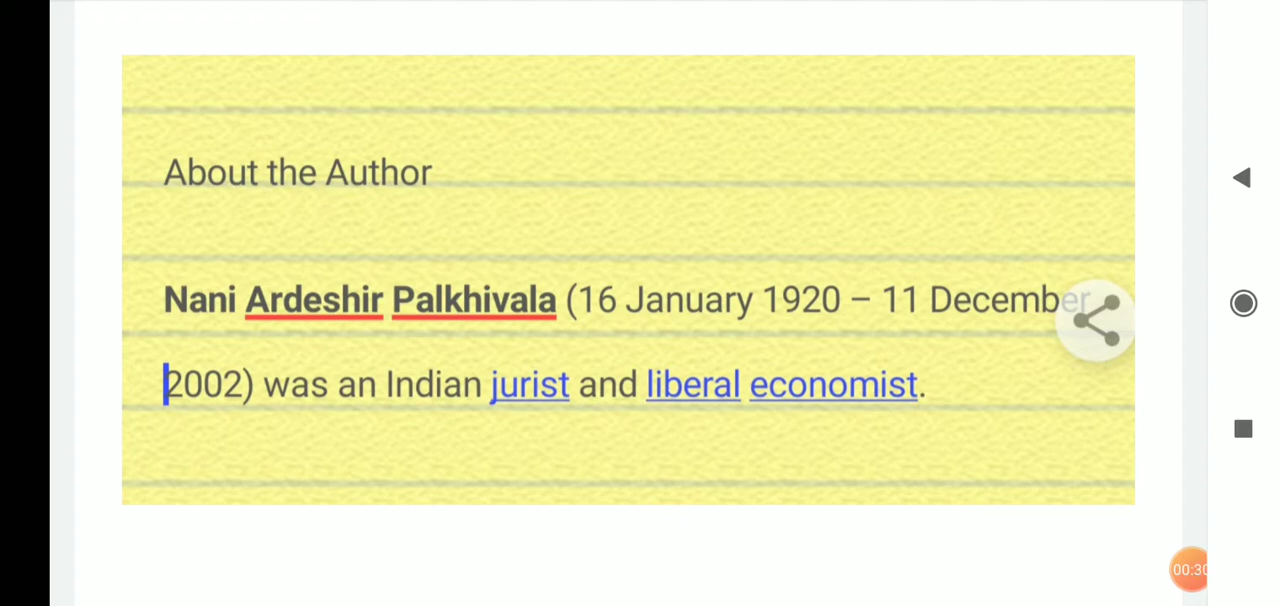 About the Author
Nani Ardeshir Palkhivala (16 January 1920 – 11 December
2002) was an Indian jurist and liberal economist.
00:30